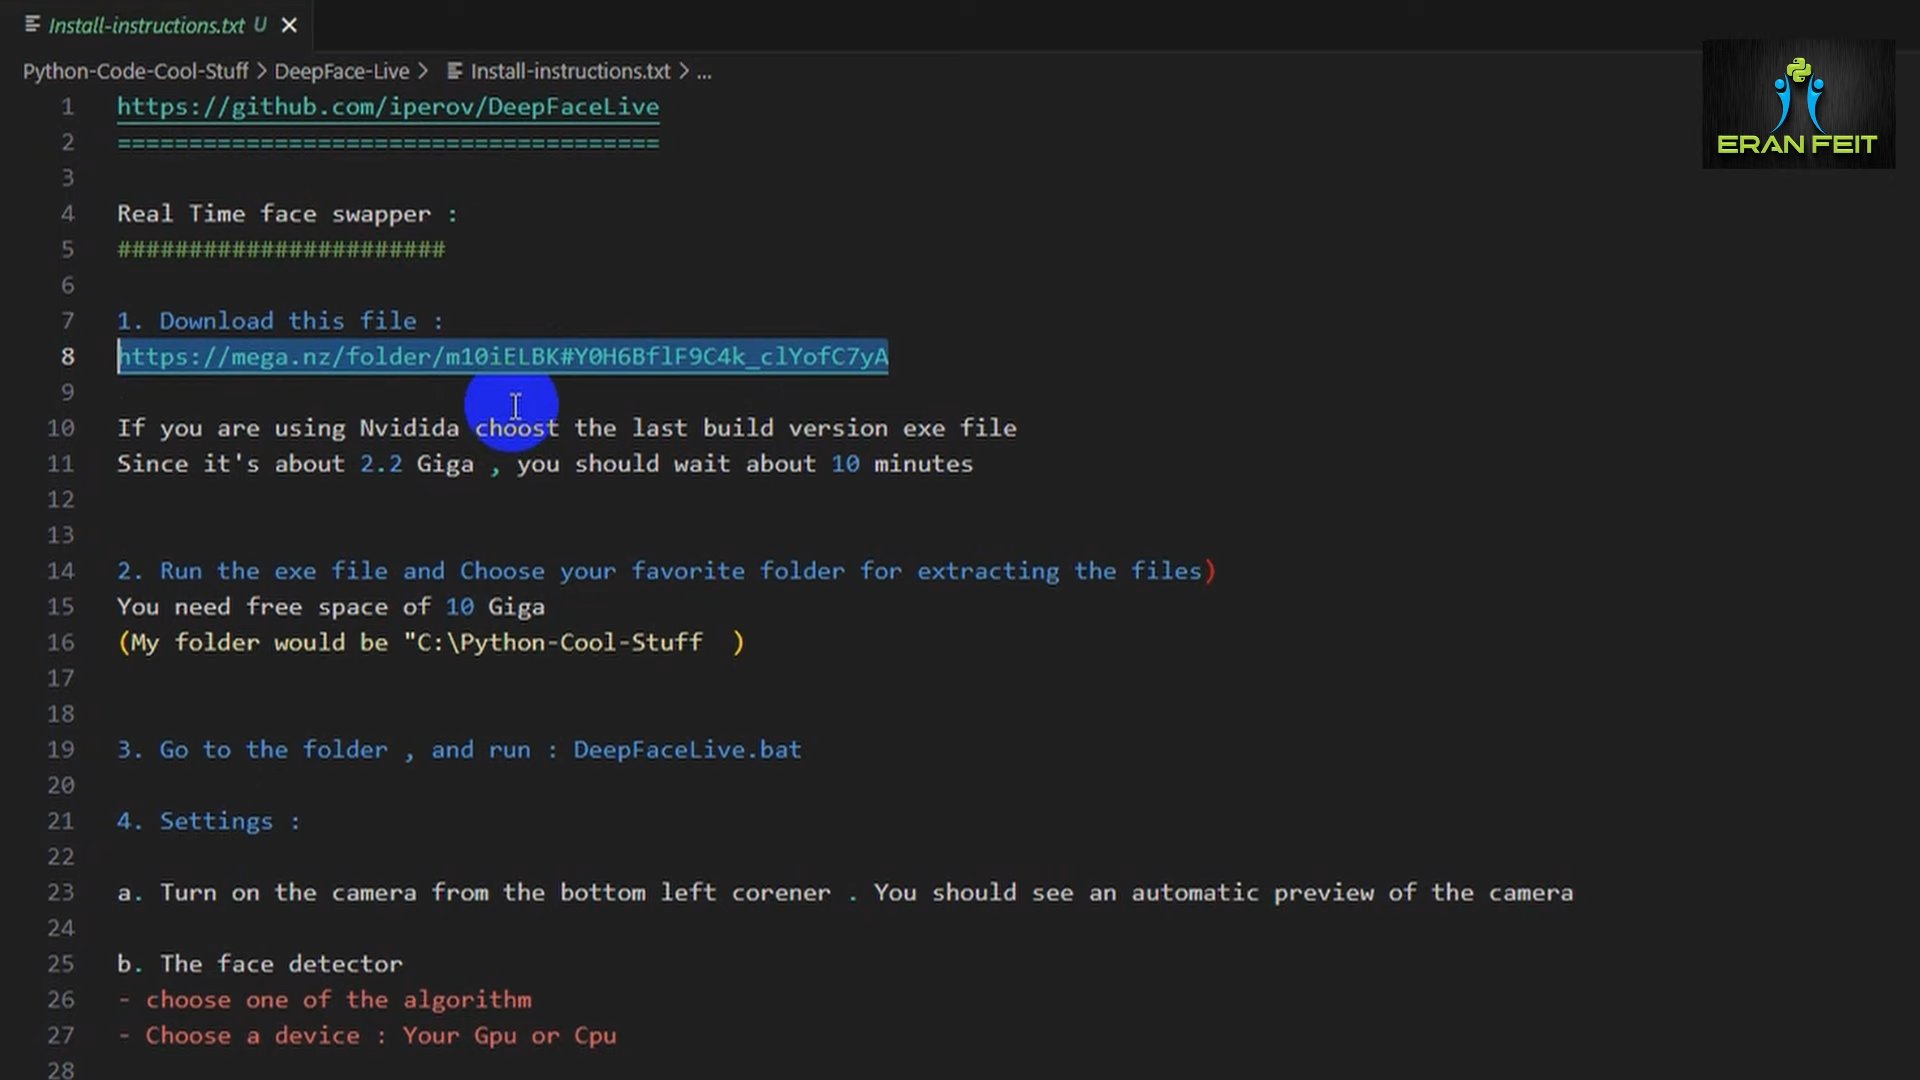 Install-instructions.txt U
Python-Code-Cool-Stuff > DeepFace-Live > Install-instructions.txt > ...
ERAN FEIT
1 https://github.com/iperov/DeepFaceLive
2 ======================================
3
4 Real Time face swapper :
5 #######################
6
7 1. Download this file :
8 https://mega.nz/folder/m10iELBK#Y0H6BflF9C4k_clYofC7yA
9
10 If you are using Nvidida choost the last build version exe file
11 Since it's about 2.2 Giga , you should wait about 10 minutes
12
13
14 2. Run the exe file and Choose your favorite folder for extracting the files)
15 You need free space of 10 Giga
16 (My folder would be "C:\Python-Cool-Stuff  )
17
18
19 3. Go to the folder , and run : DeepFaceLive.bat
20
21 4. Settings :
22
23 a. Turn on the camera from the bottom left corener . You should see an automatic preview of the camera
24
25 b. The face detector
26 - choose one of the algorithm
27 - Choose a device : Your Gpu or Cpu
28